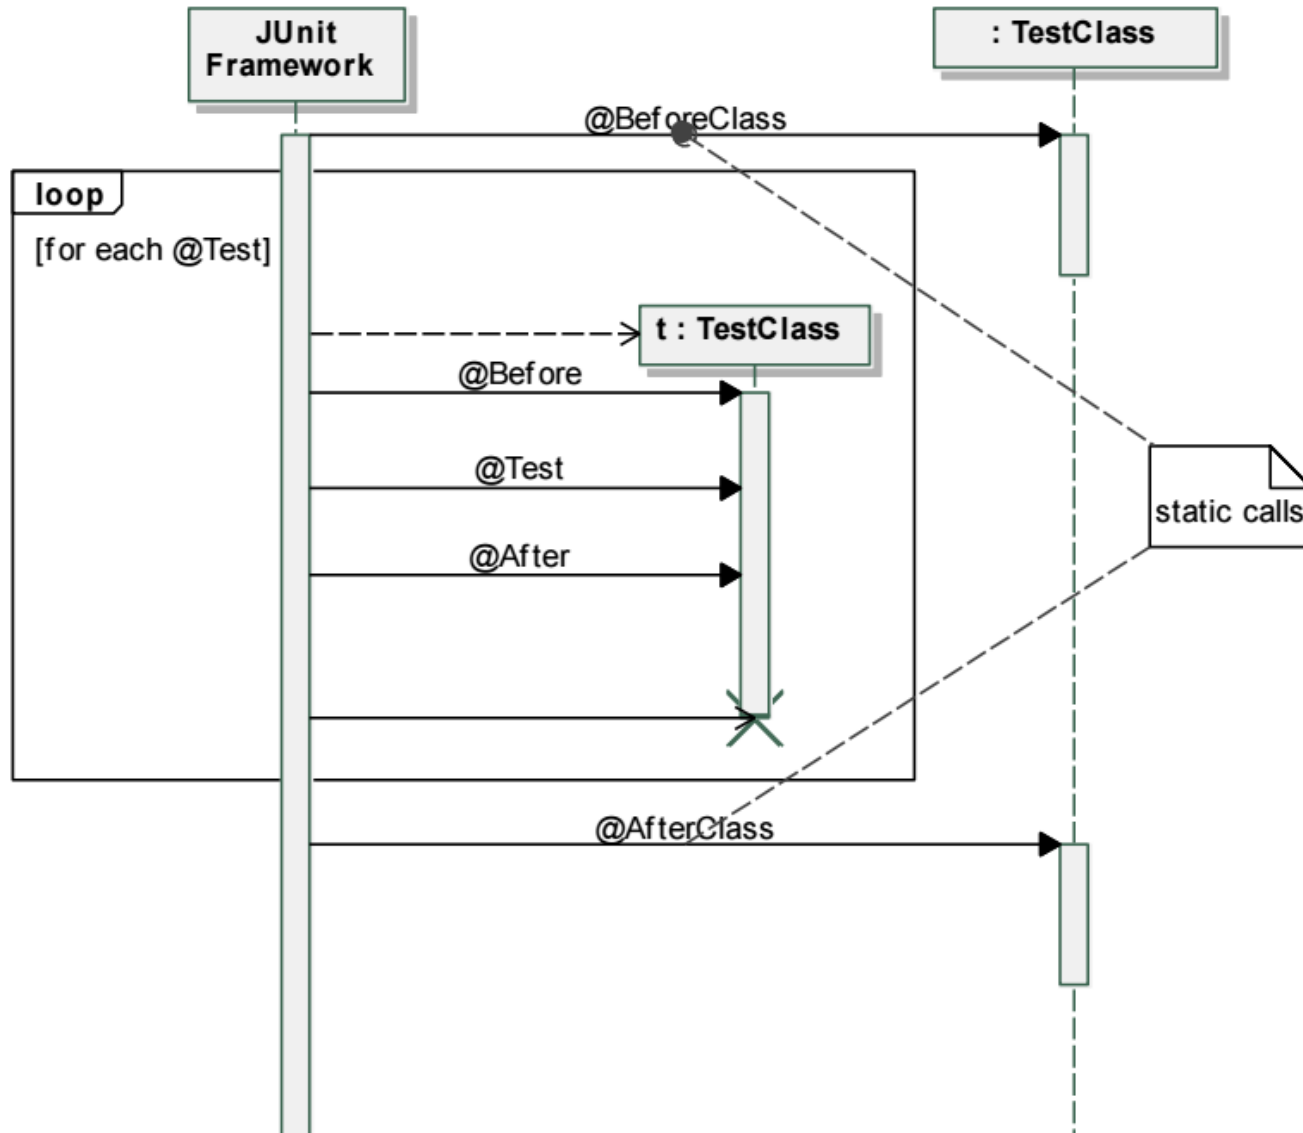 JUnit
Framework
: TestClass
@BeforeClass
loop
[for each @Test]
t : TestClass
@Before
@Test
@After
static calls
@AfterClass